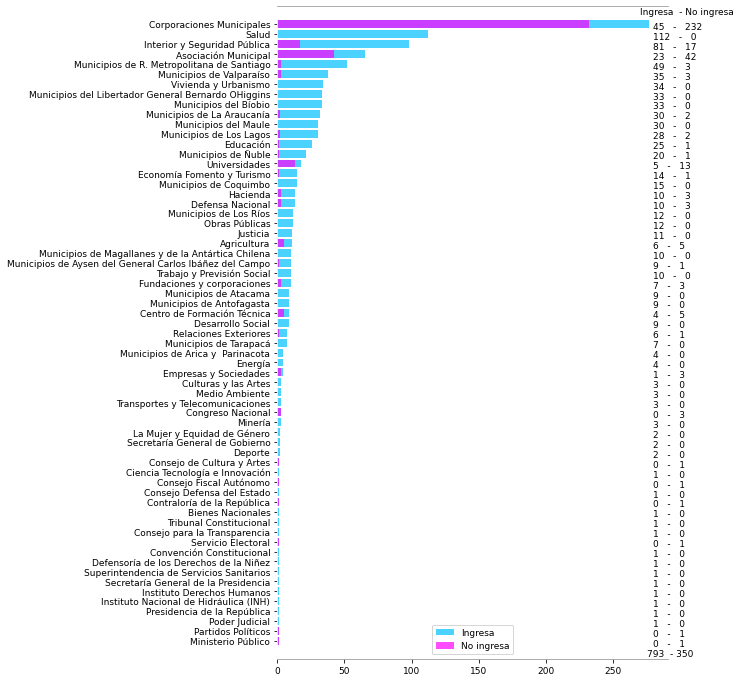 Ingresa - No ingresa
Corporaciones Municipales 45 - 232
Salud 112 - 0
Interior y Seguridad Pública 81 - 17
Asociación Municipal 23 - 42
Municipios de R. Metropolitana de Santiago 49 - 3
Municipios de Valparaíso 35 - 3
Vivienda y Urbanismo 34 - 0
Municipios del Libertador General Bernardo OHiggins 33 - 0
Municipios del Biobio 33 - 0
Municipios de La Araucanía 30 - 2
Municipios del Maule 30 - 0
Municipios de Los Lagos 28 - 2
Educación 25 - 1
Municipios de Ñuble 20 - 1
Universidades 5 - 13
Economía Fomento y Turismo 14 - 1
Municipios de Coquimbo 15 - 0
Hacienda 10 - 3
Defensa Nacional 10 - 3
Municipios de Los Ríos 12 - 0
Obras Públicas 12 - 0
Justicia 11 - 0
Agricultura 6 - 5
Municipios de Magallanes y de la Antártica Chilena 10 - 0
Municipios de Aysen del General Carlos Ibáñez del Campo 9 - 1
Trabajo y Previsión Social 10 - 0
Fundaciones y corporaciones 7 - 3
Municipios de Atacama 9 - 0
Municipios de Antofagasta 9 - 0
Centro de Formación Técnica 4 - 5
Desarrollo Social 9 - 0
Relaciones Exteriores 6 - 1
Municipios de Tarapacá 7 - 0
Municipios de Arica y Parinacota 4 - 0
Energía 4 - 0
Empresas y Sociedades 1 - 3
Culturas y las Artes 3 - 0
Medio Ambiente 3 - 0
Transportes y Telecomunicaciones 3 - 0
Congreso Nacional 0 - 3
Minería 3 - 0
La Mujer y Equidad de Género 2 - 0
Secretaría General de Gobierno 2 - 0
Deporte 2 - 0
Consejo de Cultura y Artes 0 - 1
Ciencia Tecnología e Innovación 1 - 0
Consejo Fiscal Autónomo 0 - 1
Consejo Defensa del Estado 1 - 0
Contraloría de la República 0 - 1
Bienes Nacionales 1 - 0
Tribunal Constitucional 1 - 0
Consejo para la Transparencia 1 - 0
Servicio Electoral 0 - 1
Convención Constitucional 1 - 0
Defensoría de los Derechos de la Niñez 1 - 0
Superintendencia de Servicios Sanitarios 1 - 0
Secretaría General de la Presidencia 1 - 0
Instituto Derechos Humanos 1 - 0
Instituto Nacional de Hidráulica (INH) 1 - 0
Presidencia de la República 1 - 0
Poder Judicial 1 - 0
Partidos Políticos 0 - 1
Ministerio Público 0 - 1
793 - 350
Ingresa
No ingresa
0 50 100 150 200 250